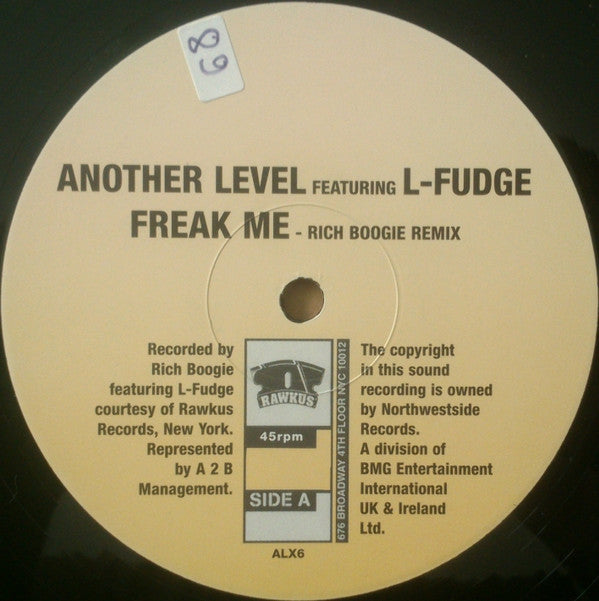 68
ANOTHER LEVEL FEATURING L-FUDGE
FREAK ME - RICH BOOGIE REMIX
Recorded by
Rich Boogie
featuring L-Fudge
courtesy of Rawkus
Records, New York.
Represented
by A 2 B
Management.
RAWKUS
45rpm
SIDE A
676 BROADWAY 4TH FLOOR NYC 10012
The copyright
in this sound
recording is owned
by Northwestside
Records.
A division of
BMG Entertainment
International
UK & Ireland
Ltd.
ALX6